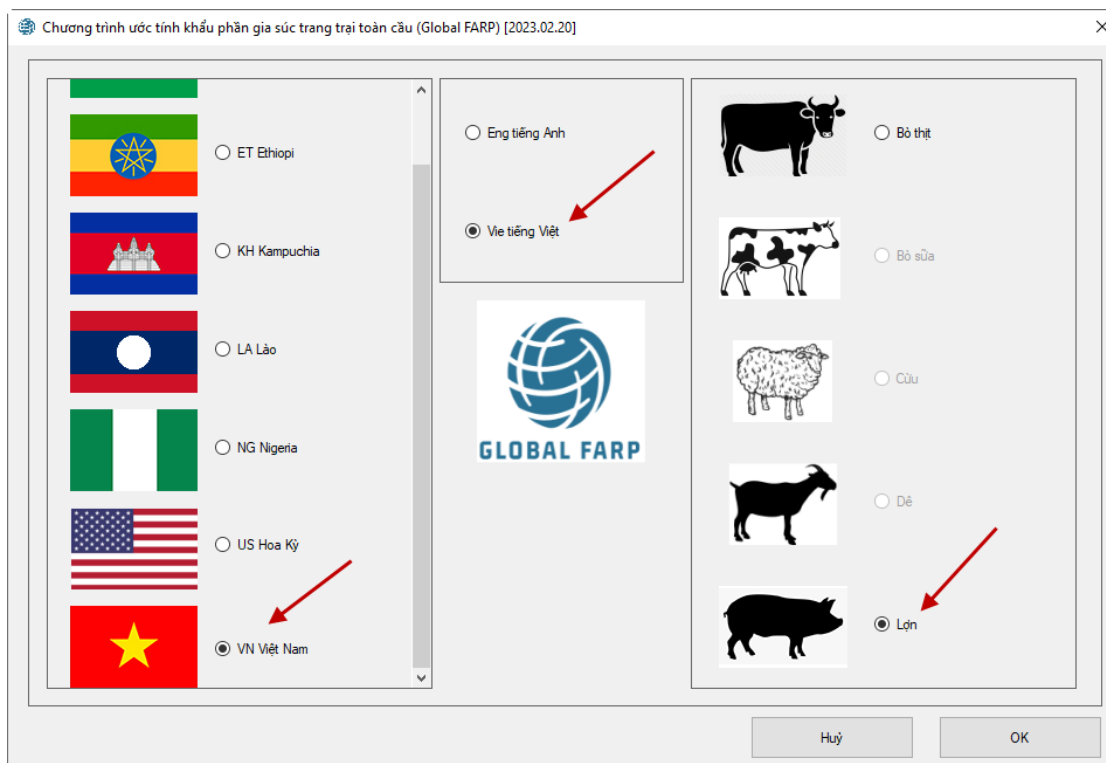 Chương trình ước tính khẩu phần gia súc trang trại toàn cầu (Global FARP) [2023.02.20]
ET Ethiopi
KH Kampuchia
LA Lào
NG Nigeria
US Hoa Kỳ
VN Việt Nam
Eng tiếng Anh
Vie tiếng Việt
GLOBAL FARP
Bò thịt
Bò sữa
Cừu
Dê
Lợn
Huỷ
OK